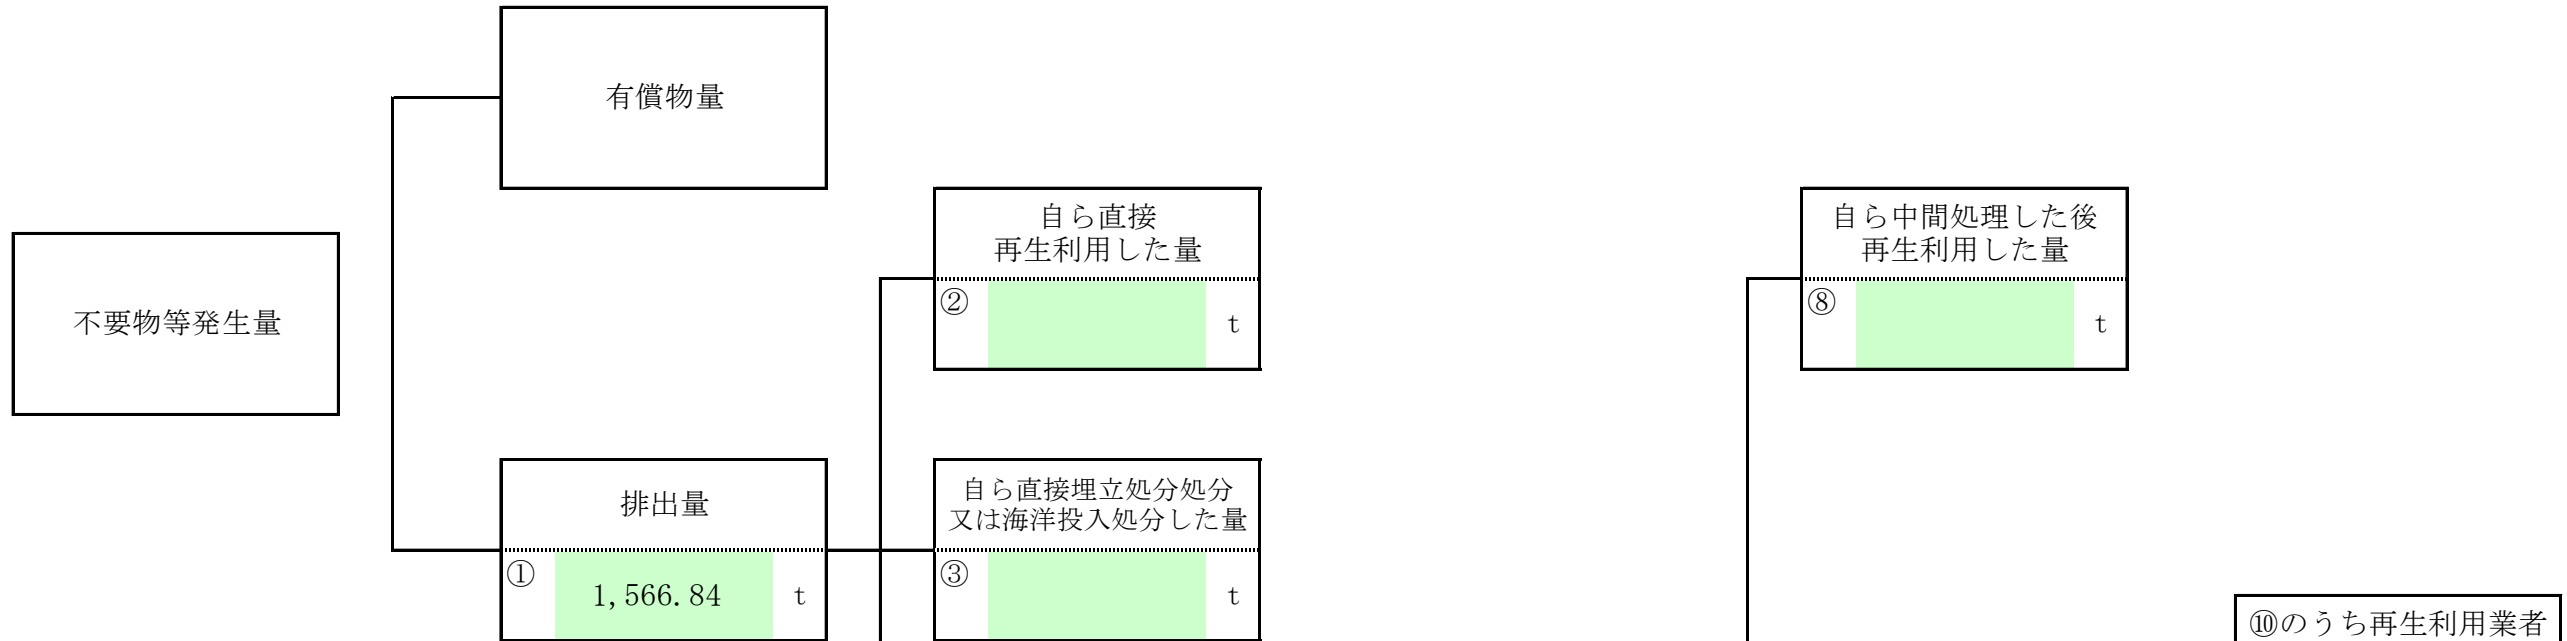 有償物量
自ら直接
再生利用した量
②
t
自ら中間処理した後
再生利用した量
⑧
t
不要物等発生量
排出量
①
1,566.84
t
自ら直接埋立処分処分
又は海洋投入処分した量
③
t
⑩のうち再生利用業者